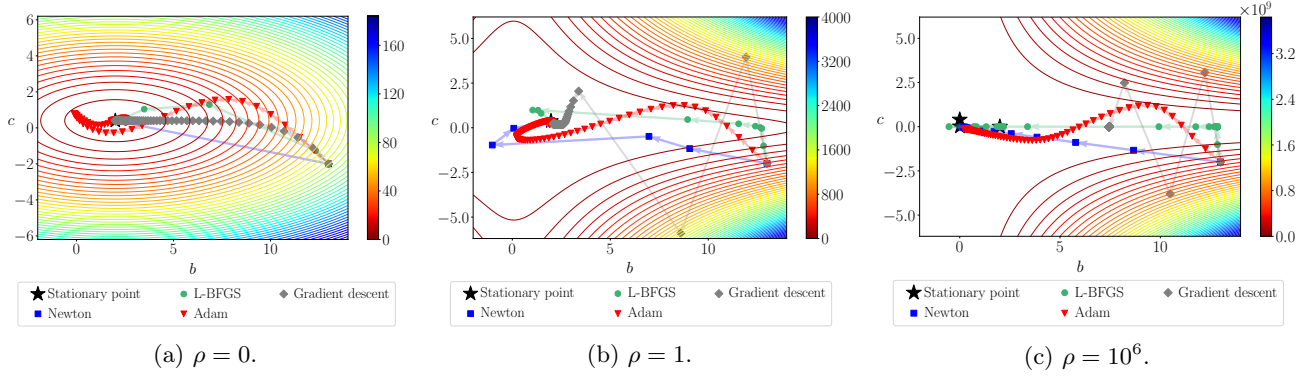 6
4
2
c 0
−2
−4
−6
0 5 10
b
160
120
80
40
0
★ Stationary point ● L-BFGS ◆ Gradient descent
■ Newton ▼ Adam
(a) ρ = 0.
5.0
2.5
c 0.0
−2.5
−5.0
0 5 10
b
4000
3200
2400
1600
800
0
★ Stationary point ● L-BFGS ◆ Gradient descent
■ Newton ▼ Adam
(b) ρ = 1.
5.0
2.5
c 0.0
−2.5
−5.0
0 5 10
b
×10⁹
3.6
3.0
2.4
1.8
1.2
0.6
0.0
★ Stationary point ● L-BFGS ◆ Gradient descent
■ Newton ▼ Adam
(c) ρ = 10⁶.